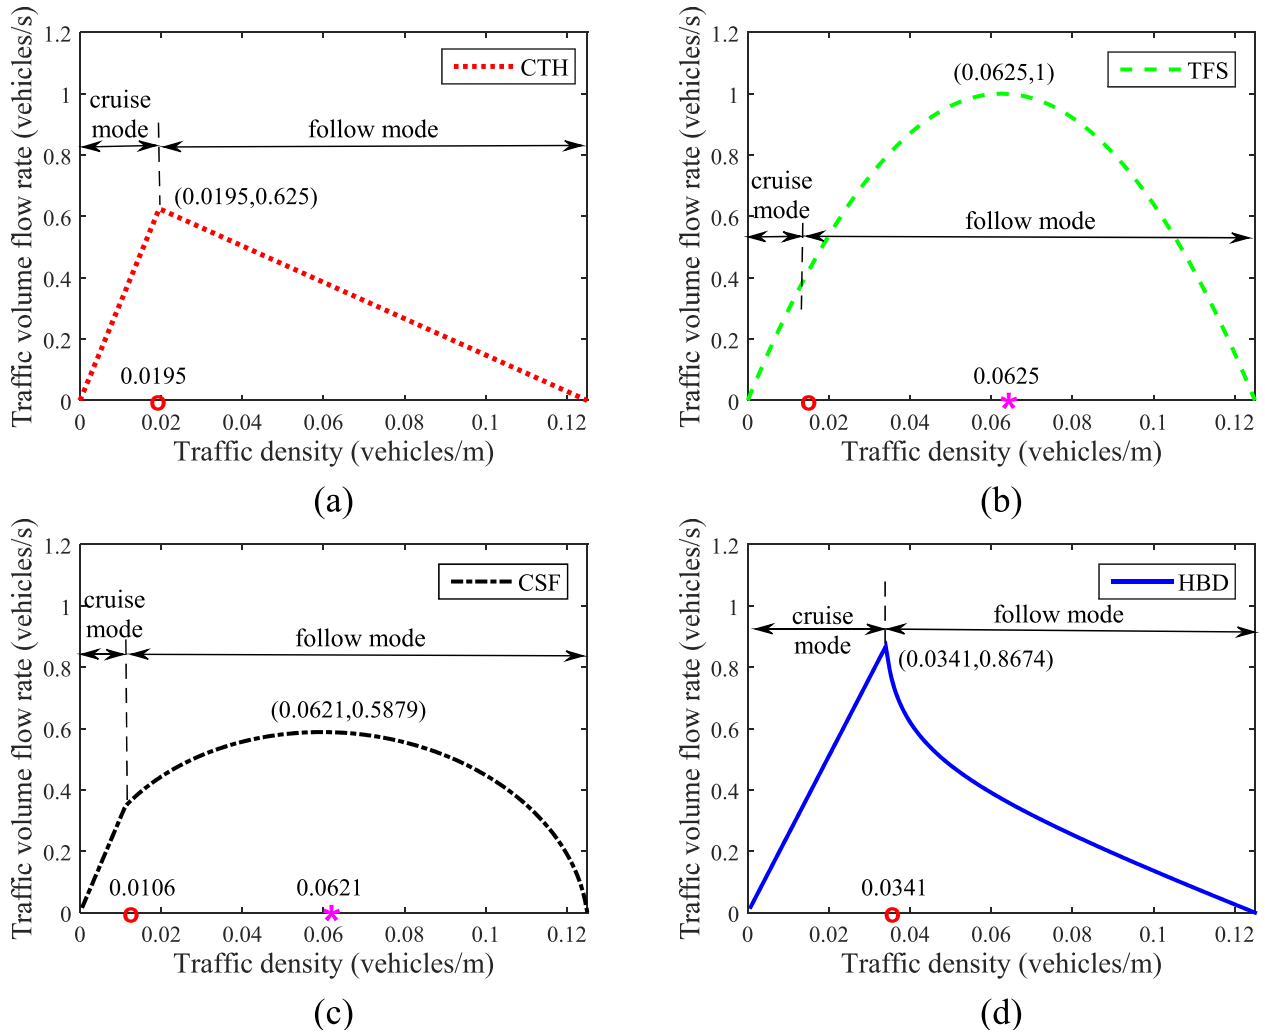 Traffic volume flow rate (vehicles/s)
1.2
1
0.8
0.6
0.4
0.2
0
CTH
cruise
mode
follow mode
(0.0195,0.625)
0.0195
0 0.02 0.04 0.06 0.08 0.1 0.12
Traffic density (vehicles/m)
(a)
Traffic volume flow rate (vehicles/s)
1.2
1
0.8
0.6
0.4
0.2
0
TFS
(0.0625,1)
cruise
mode
follow mode
0.0625
*
0 0.02 0.04 0.06 0.08 0.1 0.12
Traffic density (vehicles/m)
(b)
Traffic volume flow rate (vehicles/s)
1.2
1
0.8
0.6
0.4
0.2
0
CSF
cruise
mode
follow mode
(0.0621,0.5879)
0.0106
0.0621
*
0 0.02 0.04 0.06 0.08 0.1 0.12
Traffic density (vehicles/m)
(c)
Traffic volume flow rate (vehicles/s)
1.2
1
0.8
0.6
0.4
0.2
0
HBD
cruise
mode
follow mode
(0.0341,0.8674)
0.0341
0 0.02 0.04 0.06 0.08 0.1 0.12
Traffic density (vehicles/m)
(d)